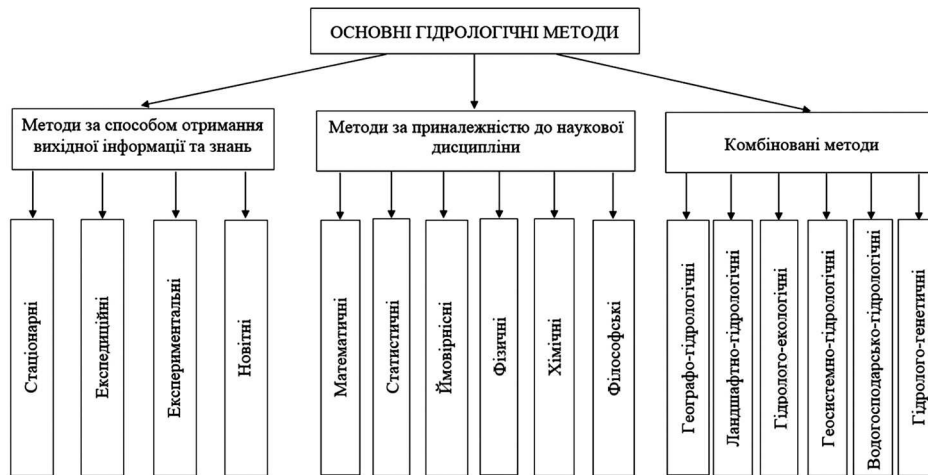 ОСНОВНІ ГІДРОЛОГІЧНІ МЕТОДИ
Методи за способом отримання
вихідної інформації та знань
Методи за приналежністю до наукової
дисципліни
Комбіновані методи
Стаціонарні
Експедиційні
Експериментальні
Новітні
Математичні
Статистичні
Ймовірнісні
Фізичні
Хімічні
Філософські
Географо-гідрологічні
Ландшафтно-гідрологічні
Гідролого-екологічні
Геосистемно-гідрологічні
Водогосподарсько-гідрологічні
Гідролого-генетичні